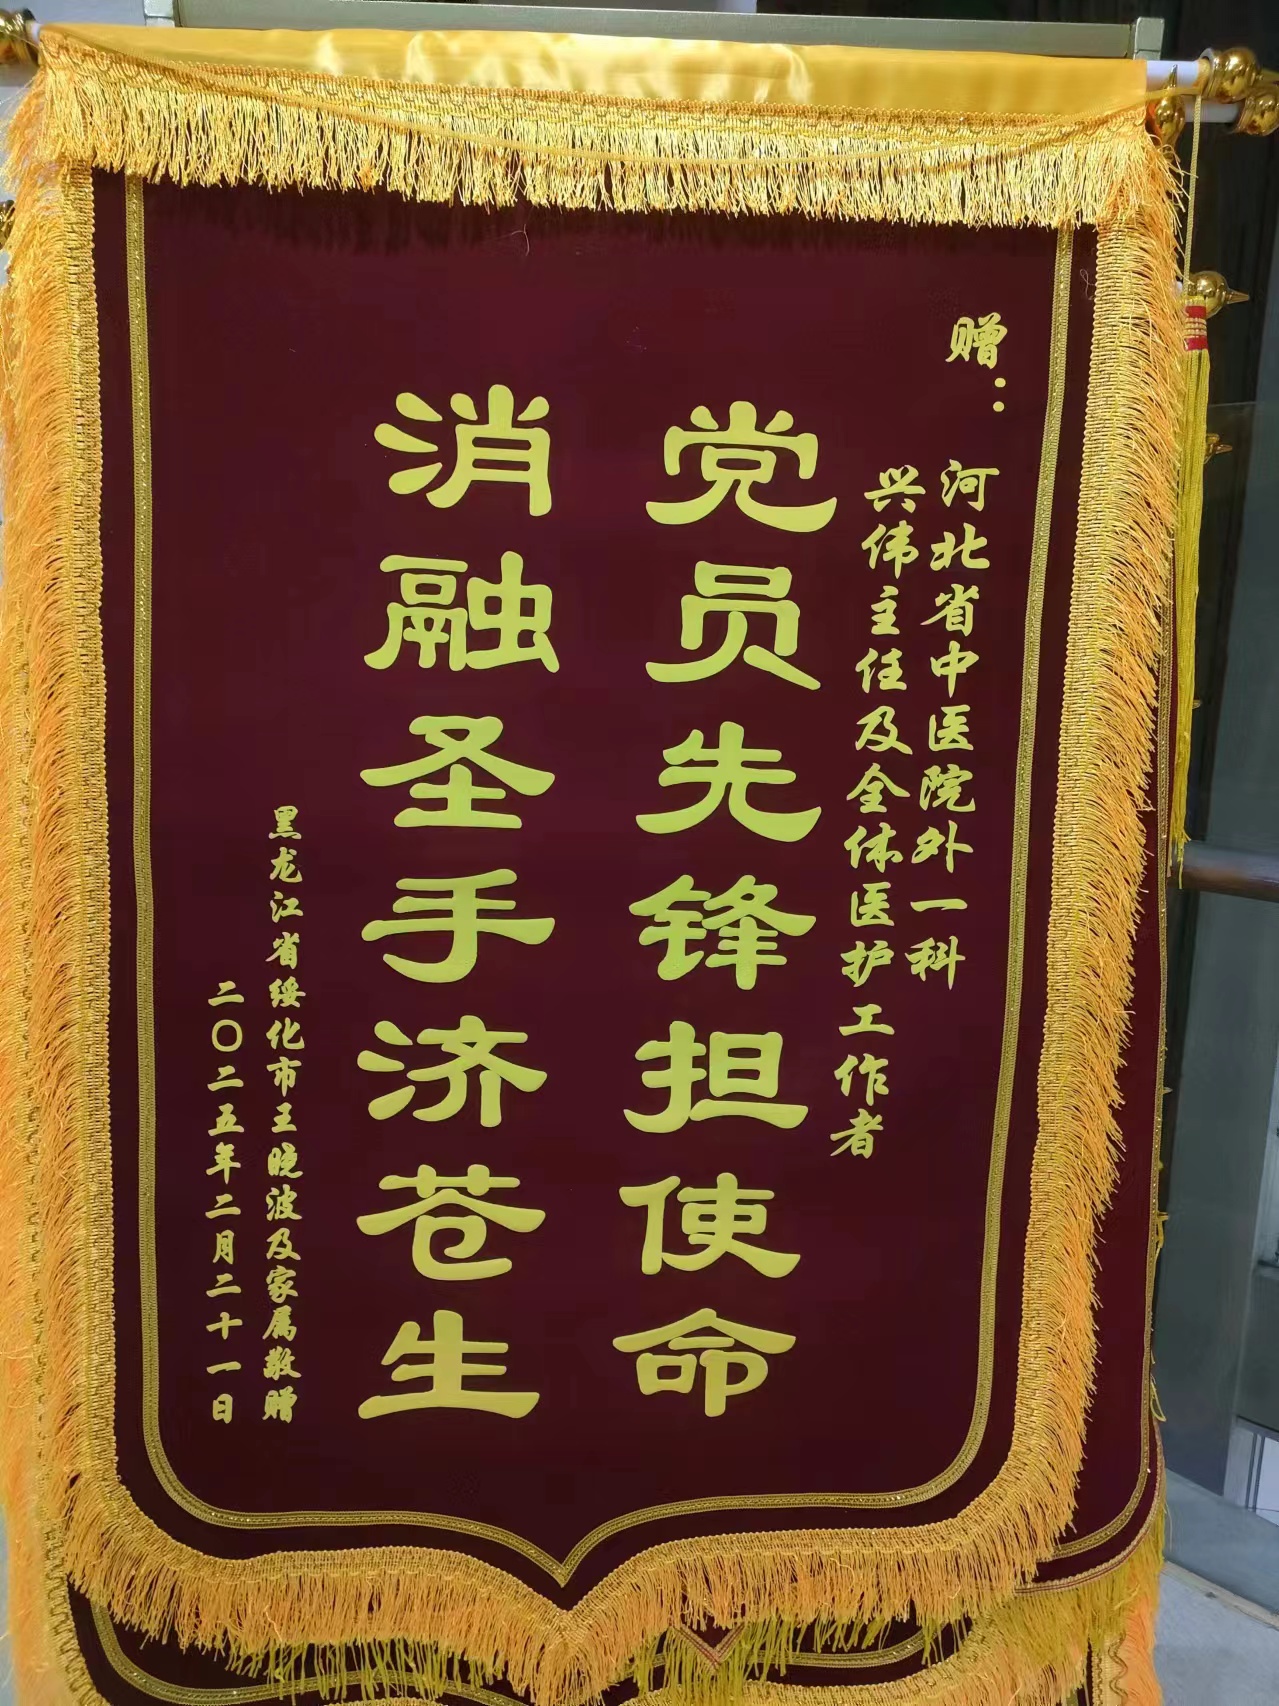 赠：
河北省中医院外一科
兴伟主任及全体医护工作者
党员先锋担使命
消融圣手济苍生
黑龙江省绥化市王晓波及家属敬赠
二〇二五年二月二十一日